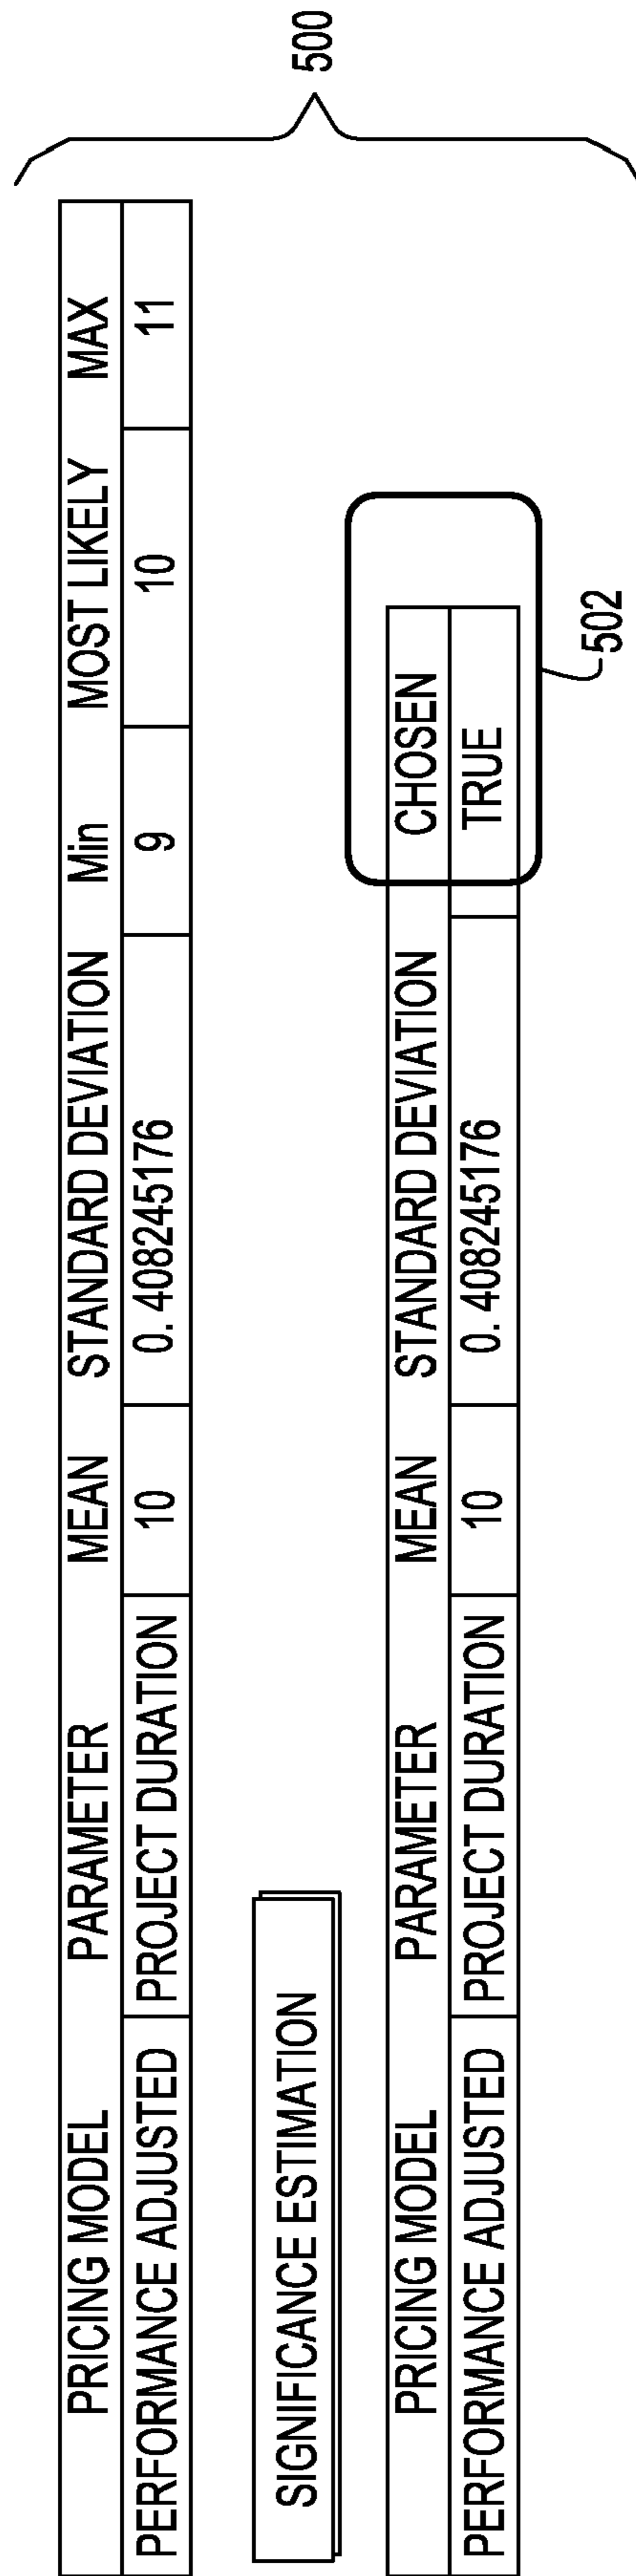 PRICING MODEL PARAMETER MEAN STANDARD DEVIATION Min MOST LIKELY MAX
PERFORMANCE ADJUSTED PROJECT DURATION 10 0. 408245176 9 10 11
500
SIGNIFICANCE ESTIMATION
PRICING MODEL PARAMETER MEAN STANDARD DEVIATION CHOSEN
PERFORMANCE ADJUSTED PROJECT DURATION 10 0. 408245176 TRUE
502